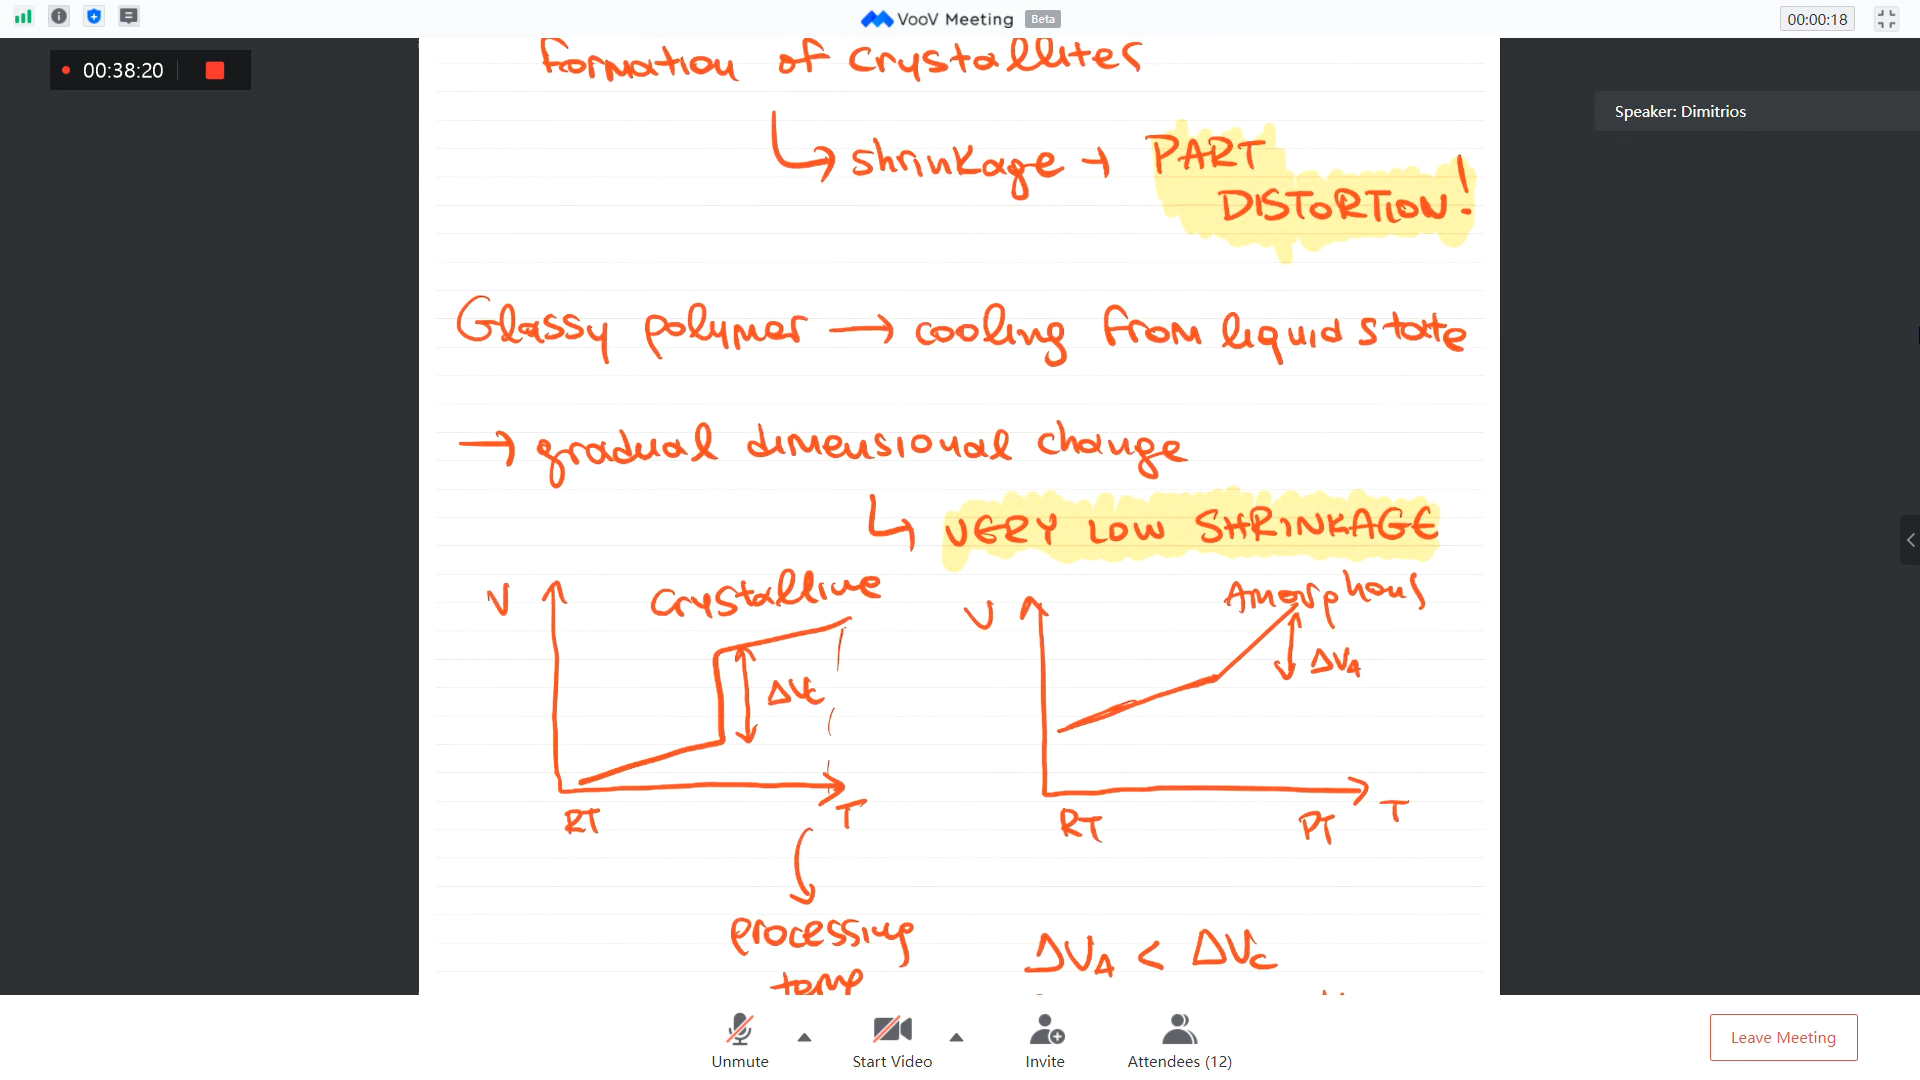 VooV Meeting Beta
00:00:18
00:38:20
Speaker: Dimitrios
formation of crystallites
shrinkage → PART
DISTORTION!
Glassy polymer → cooling from liquid state
→ gradual dimensional change
VERY LOW SHRINKAGE
V Crystalline
ΔVc
RT T
processing
temp
V Amorphous
ΔVA
RT PT T
ΔVA < ΔVc
Unmute Start Video Invite Attendees (12)
Leave Meeting